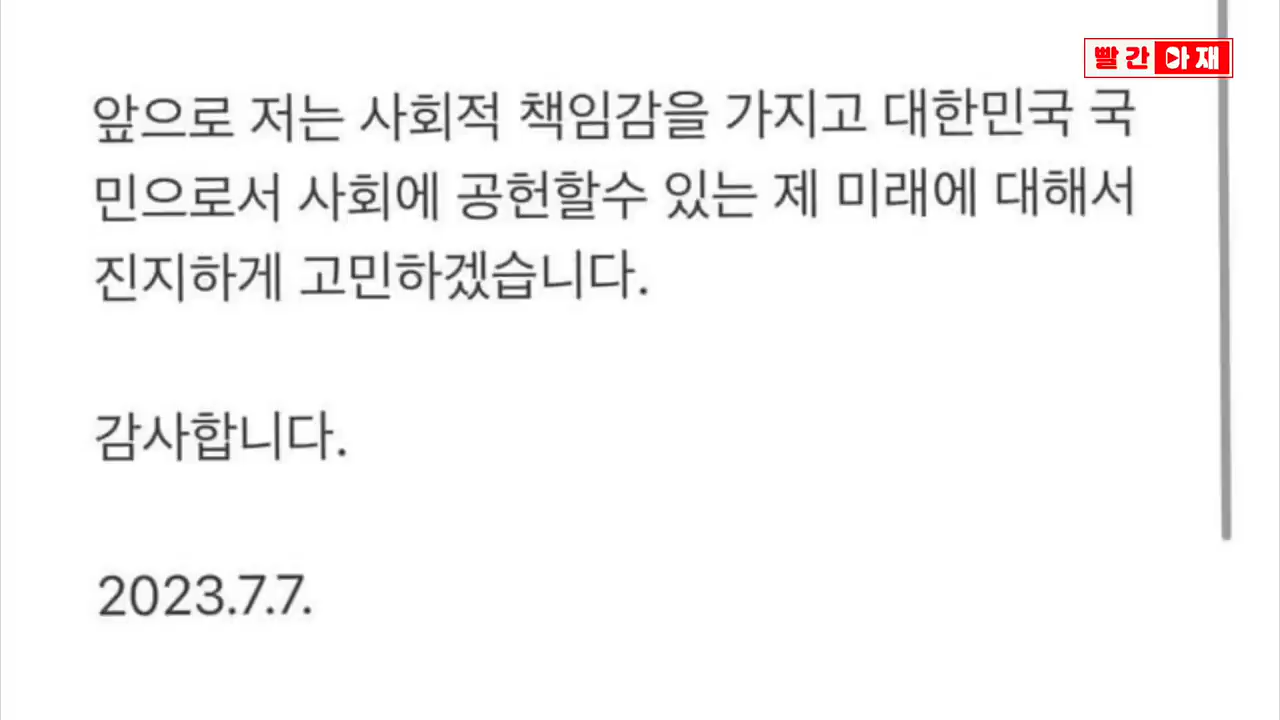 빨간아재
앞으로 저는 사회적 책임감을 가지고 대한민국 국
민으로서 사회에 공헌할수 있는 제 미래에 대해서
진지하게 고민하겠습니다.
감사합니다.
2023.7.7.